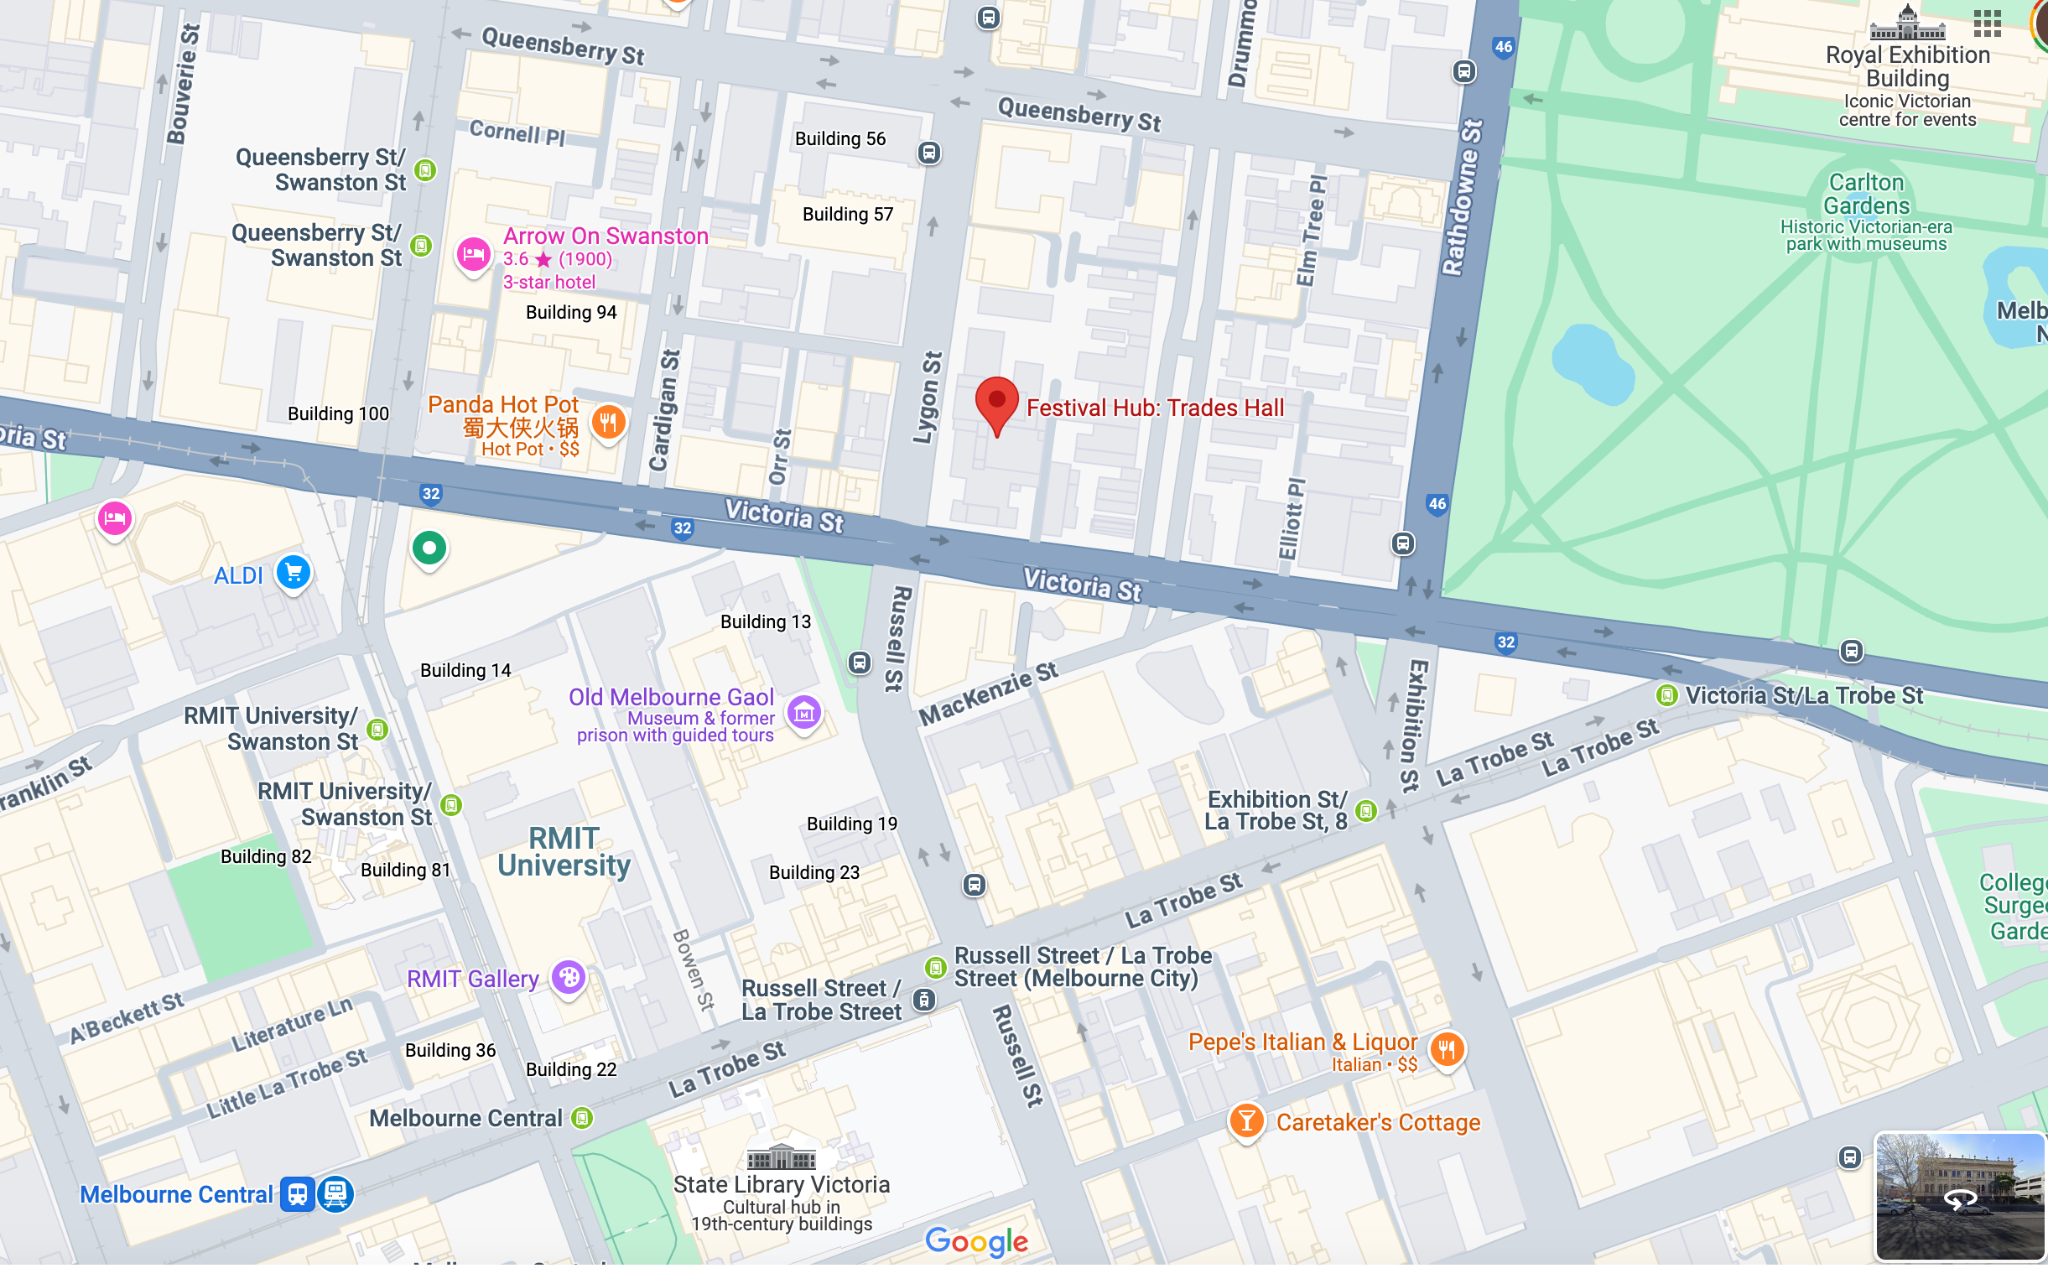 Bouverie St
Queensberry St
46
Royal Exhibition
Building
Iconic Victorian
centre for events
Queensberry St
Cornell Pl
Building 56
Queensberry St/
Swanston St
Rathdowne St
Carlton
Gardens
Historic Victorian-era
park with museums
Building 57
Elm Tree Pl
Queensberry St/
Swanston St
Arrow On Swanston
3.6 ★ (1900)
3-star hotel
Building 94
Cardigan St
Lygon St
Building 100
Panda Hot Pot
蜀大侠火锅
Hot Pot • $$
Festival Hub: Trades Hall
Orr St
32
Victoria St
32
46
Elliott Pl
ALDI
Victoria St
Russell St
Building 13
32
Building 14
MacKenzie St
Exhibition St
Old Melbourne Gaol
Museum & former
prison with guided tours
Victoria St/La Trobe St
RMIT University/
Swanston St
La Trobe St
La Trobe St
RMIT University/
Swanston St
Exhibition St/
La Trobe St, 8
Building 19
RMIT
University
Building 82
Building 81
Building 23
La Trobe St
Bowen St
Russell Street / La Trobe
Street (Melbourne City)
RMIT Gallery
Russell Street /
La Trobe Street
A'Beckett St
Literature Ln
Russell St
Building 36
Pepe's Italian & Liquor
Italian • $$
Building 22
La Trobe St
Little La Trobe St
Melbourne Central
Caretaker's Cottage
State Library Victoria
Cultural hub in
19th-century buildings
Melbourne Central
Google